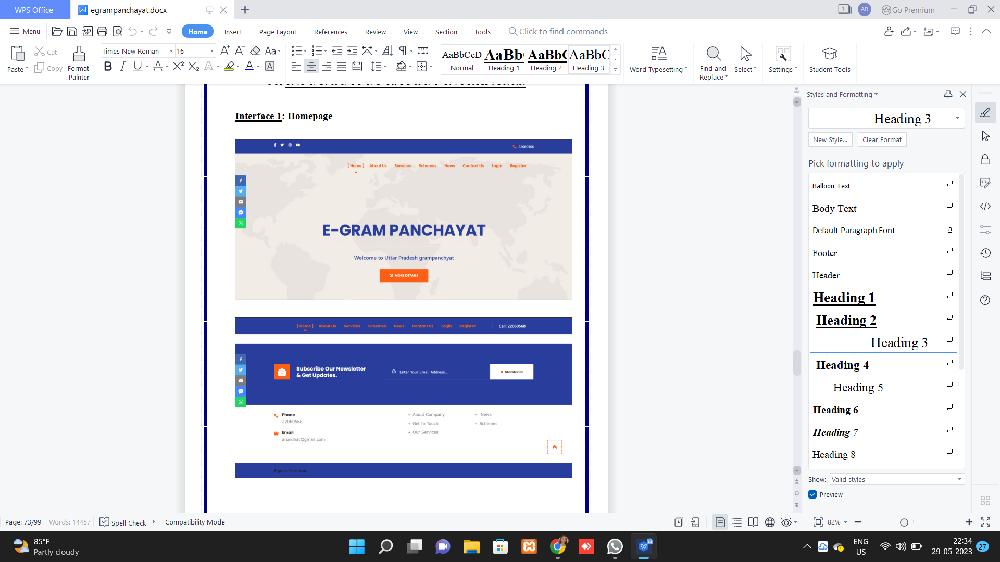 WPS Office
egrampanchayat.docx
1
AR
Go Premium
Menu
Home
Insert
Page Layout
References
Review
View
Section
Tools
Click to find commands
Paste
Cut
Copy
Format Painter
Times New Roman
16
AaBbCcD
Normal
AaBb(
Heading 1
AaBbC
Heading 2
AaBbC
Heading 3
Word Typesetting
Find and Replace
Select
Settings
Student Tools
11. INPUT/OUTPUT LAYOUT INTERFACES
Interface 1: Homepage
22060568
[ Home ] About Us Services Schemes News Contact Us Login Register
E-GRAM PANCHAYAT
Welcome to Uttar Pradesh grampanchyat
MORE DETAILS
[ Home ] About Us Services Schemes News Contact Us Login Register Call: 22060568
Subscribe Our Newsletter
& Get Updates.
Enter Your Email Address...
SUBSCRIBE
Phone
22060568
Email
arundhat@gmail.com
+ About Company
+ Get In Touch
+ Our Services
+ News
+ Schemes
E gram Panchayat
Styles and Formatting
Heading 3
New Style...
Clear Format
Pick formatting to apply
Balloon Text
Body Text
Default Paragraph Font a
Footer
Header
Heading 1
Heading 2
Heading 3
Heading 4
Heading 5
Heading 6
Heading 7
Heading 8
Show: Valid styles
Preview
Page: 73/99
Words: 14457
Spell Check
Compatibility Mode
82%
85°F
Partly cloudy
ENG
US
22:34
29-05-2023
27